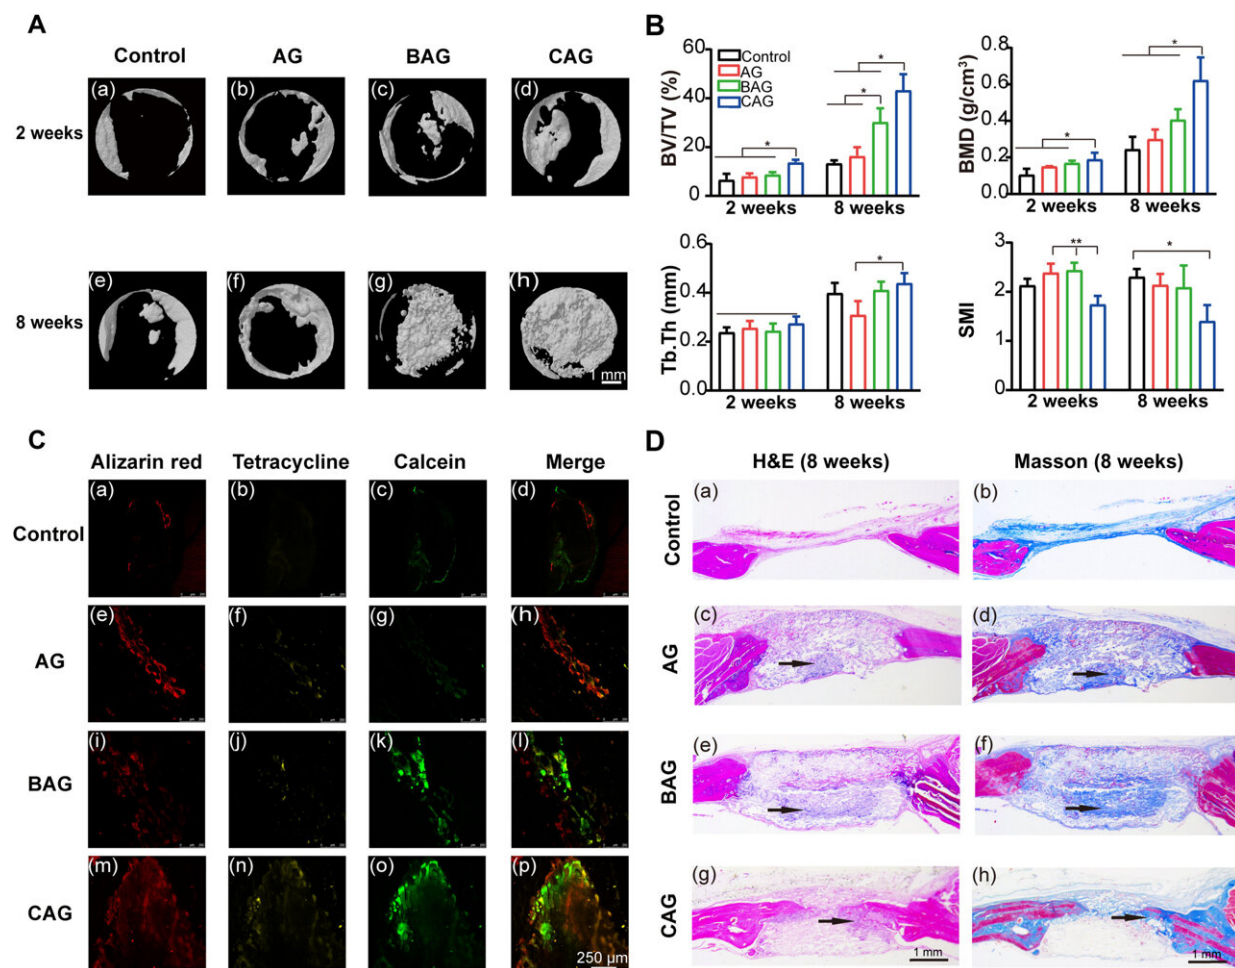 A
Control AG BAG CAG
(a) (b) (c) (d)
2 weeks
(e) (f) (g) (h)
8 weeks
1 mm
B
BV/TV (%)
60
40
20
0
Control
AG
BAG
CAG
*
*
*
2 weeks 8 weeks
BMD (g/cm³)
0.8
0.6
0.4
0.2
0.0
*
*
2 weeks 8 weeks
Tb.Th (mm)
0.6
0.4
0.2
0.0
*
2 weeks 8 weeks
SMI
3
2
1
0
**
*
2 weeks 8 weeks
C
Alizarin red Tetracycline Calcein Merge
(a) (b) (c) (d)
Control
(e) (f) (g) (h)
AG
(i) (j) (k) (l)
BAG
(m) (n) (o) (p)
CAG
250 μm
D
H&E (8 weeks) Masson (8 weeks)
(a) (b)
Control
(c) (d)
AG
(e) (f)
BAG
(g) (h)
CAG
1 mm 1 mm